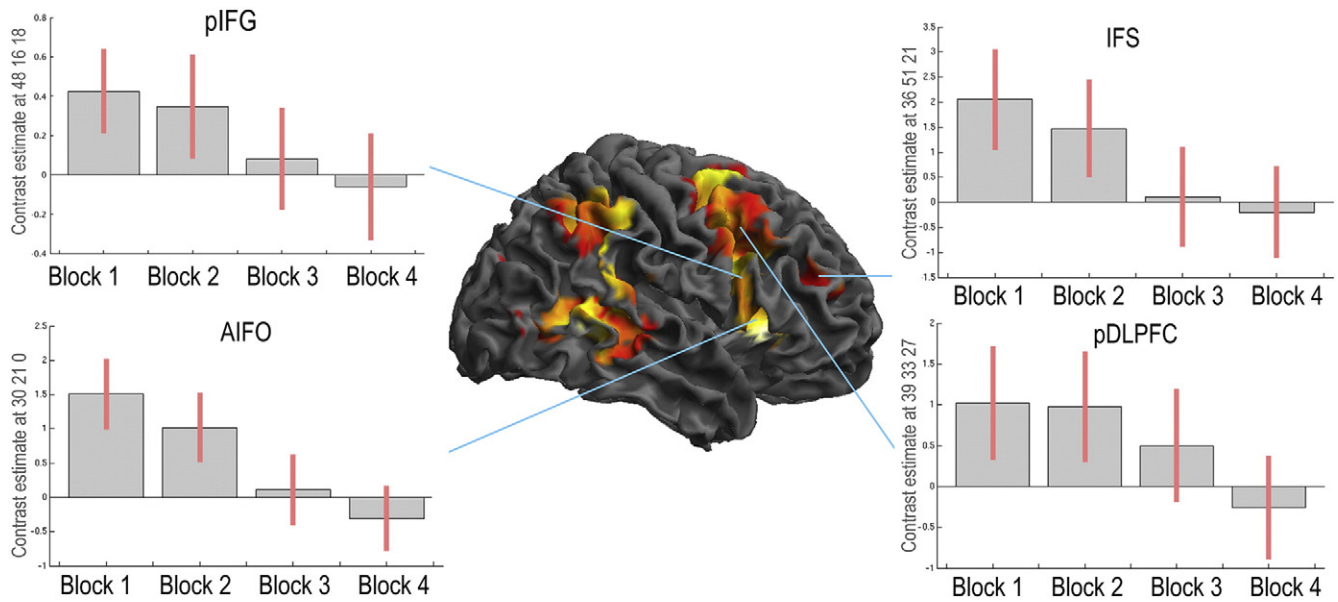 pIFG
Contrast estimate at 48 16 18
0.8
0.6
0.4
0.2
0
-0.2
-0.4
Block 1 Block 2 Block 3 Block 4
IFS
Contrast estimate at 36 51 21
3.5
3
2.5
2
1.5
1
0.5
0
-0.5
-1
-1.5
Block 1 Block 2 Block 3 Block 4
AIFO
Contrast estimate at 30 21 0
2.5
2
1.5
1
0.5
0
-0.5
-1
Block 1 Block 2 Block 3 Block 4
pDLPFC
Contrast estimate at 39 33 27
2
1.5
1
0.5
0
-0.5
-1
Block 1 Block 2 Block 3 Block 4